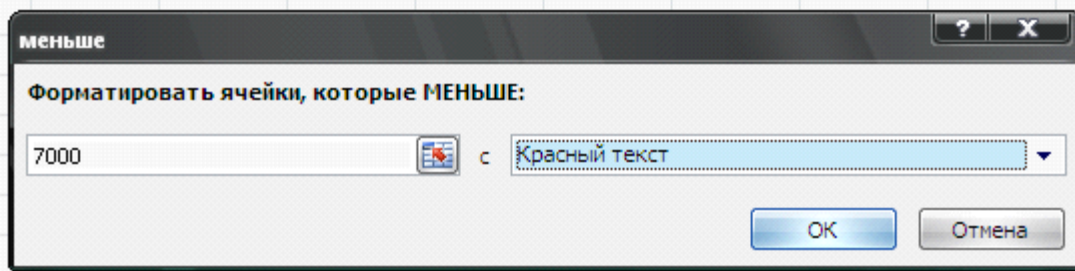 меньше
Форматировать ячейки, которые МЕНЬШЕ:
7000 с Красный текст
ОК Отмена